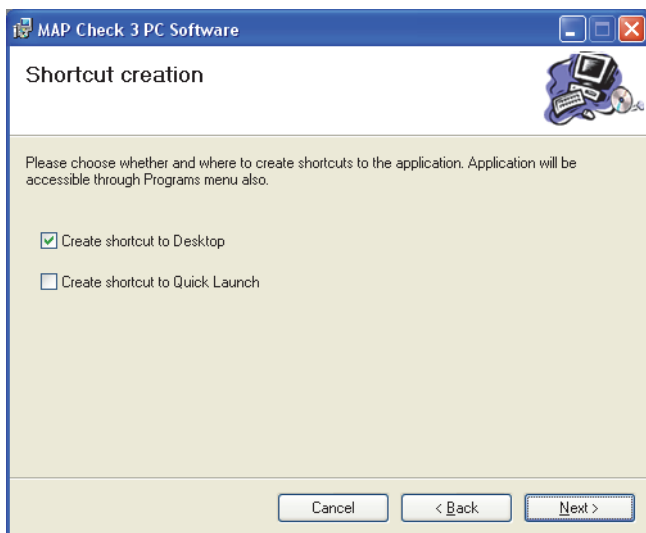 MAP Check 3 PC Software
Shortcut creation
Please choose whether and where to create shortcuts to the application. Application will be
accessible through Programs menu also.
Create shortcut to Desktop
Create shortcut to Quick Launch
Cancel
< Back
Next >